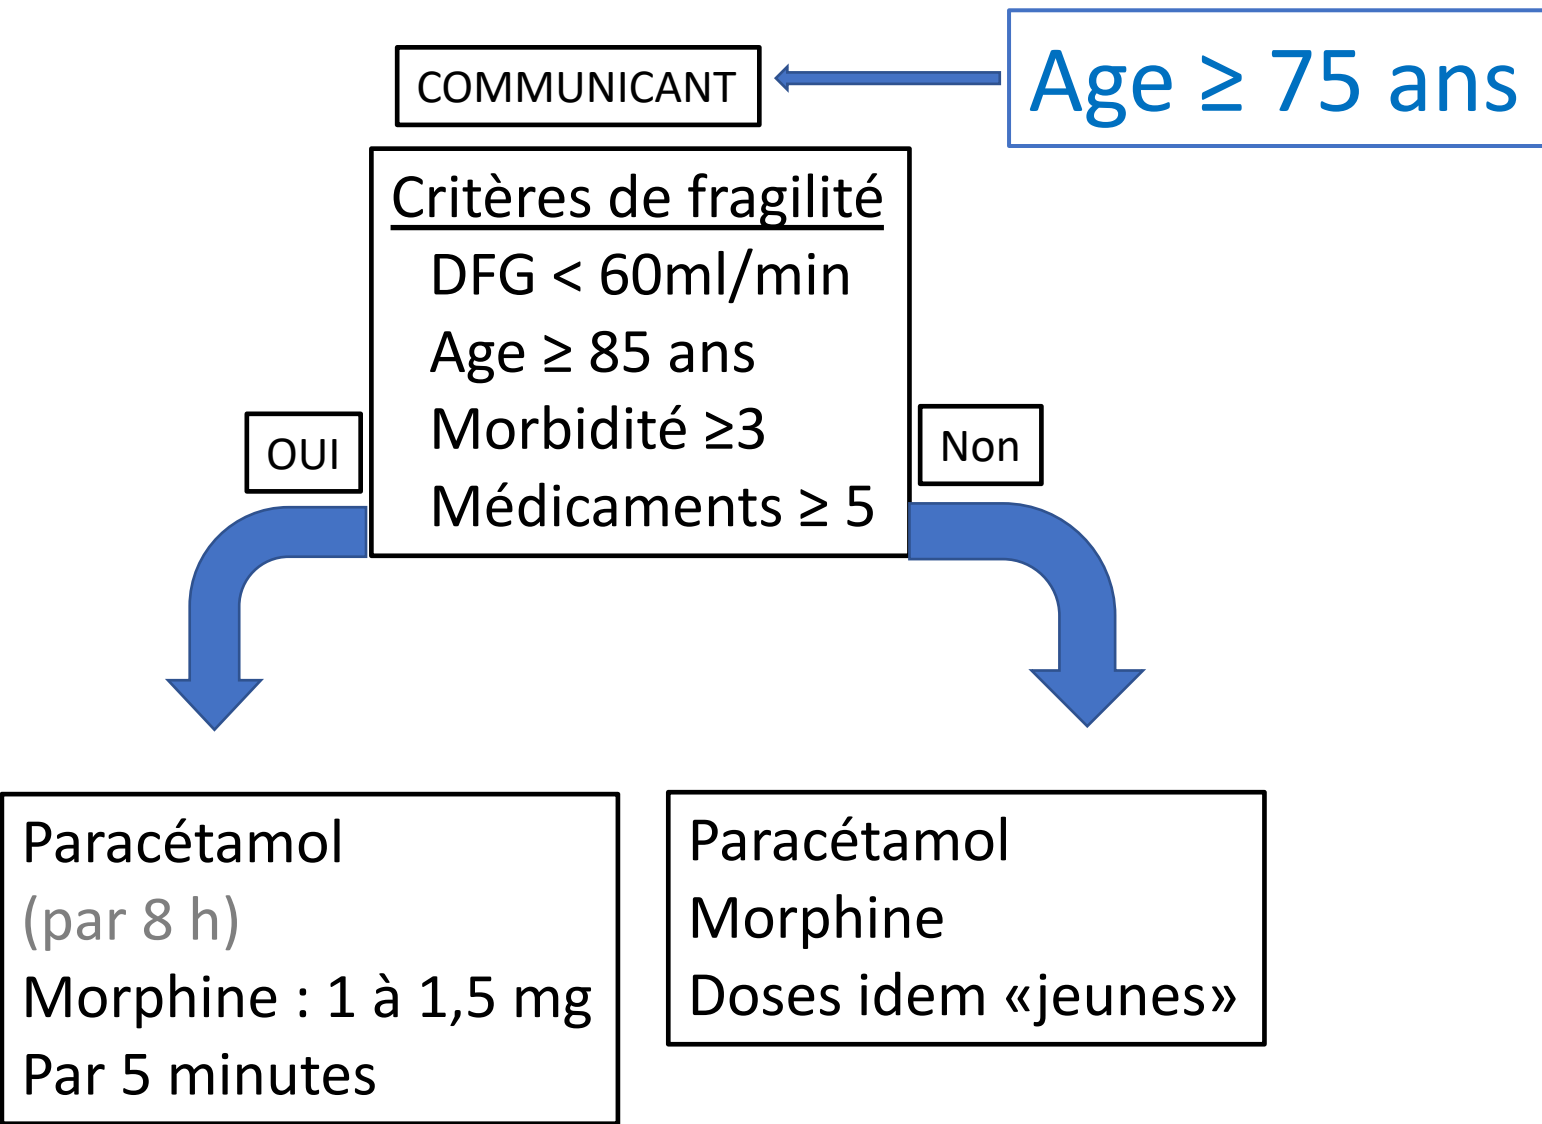 COMMUNICANT
Age ≥ 75 ans
Critères de fragilité
DFG < 60ml/min
Age ≥ 85 ans
Morbidité ≥3
Médicaments ≥ 5
OUI
Non
Paracétamol
(par 8 h)
Morphine : 1 à 1,5 mg
Par 5 minutes
Paracétamol
Morphine
Doses idem «jeunes»